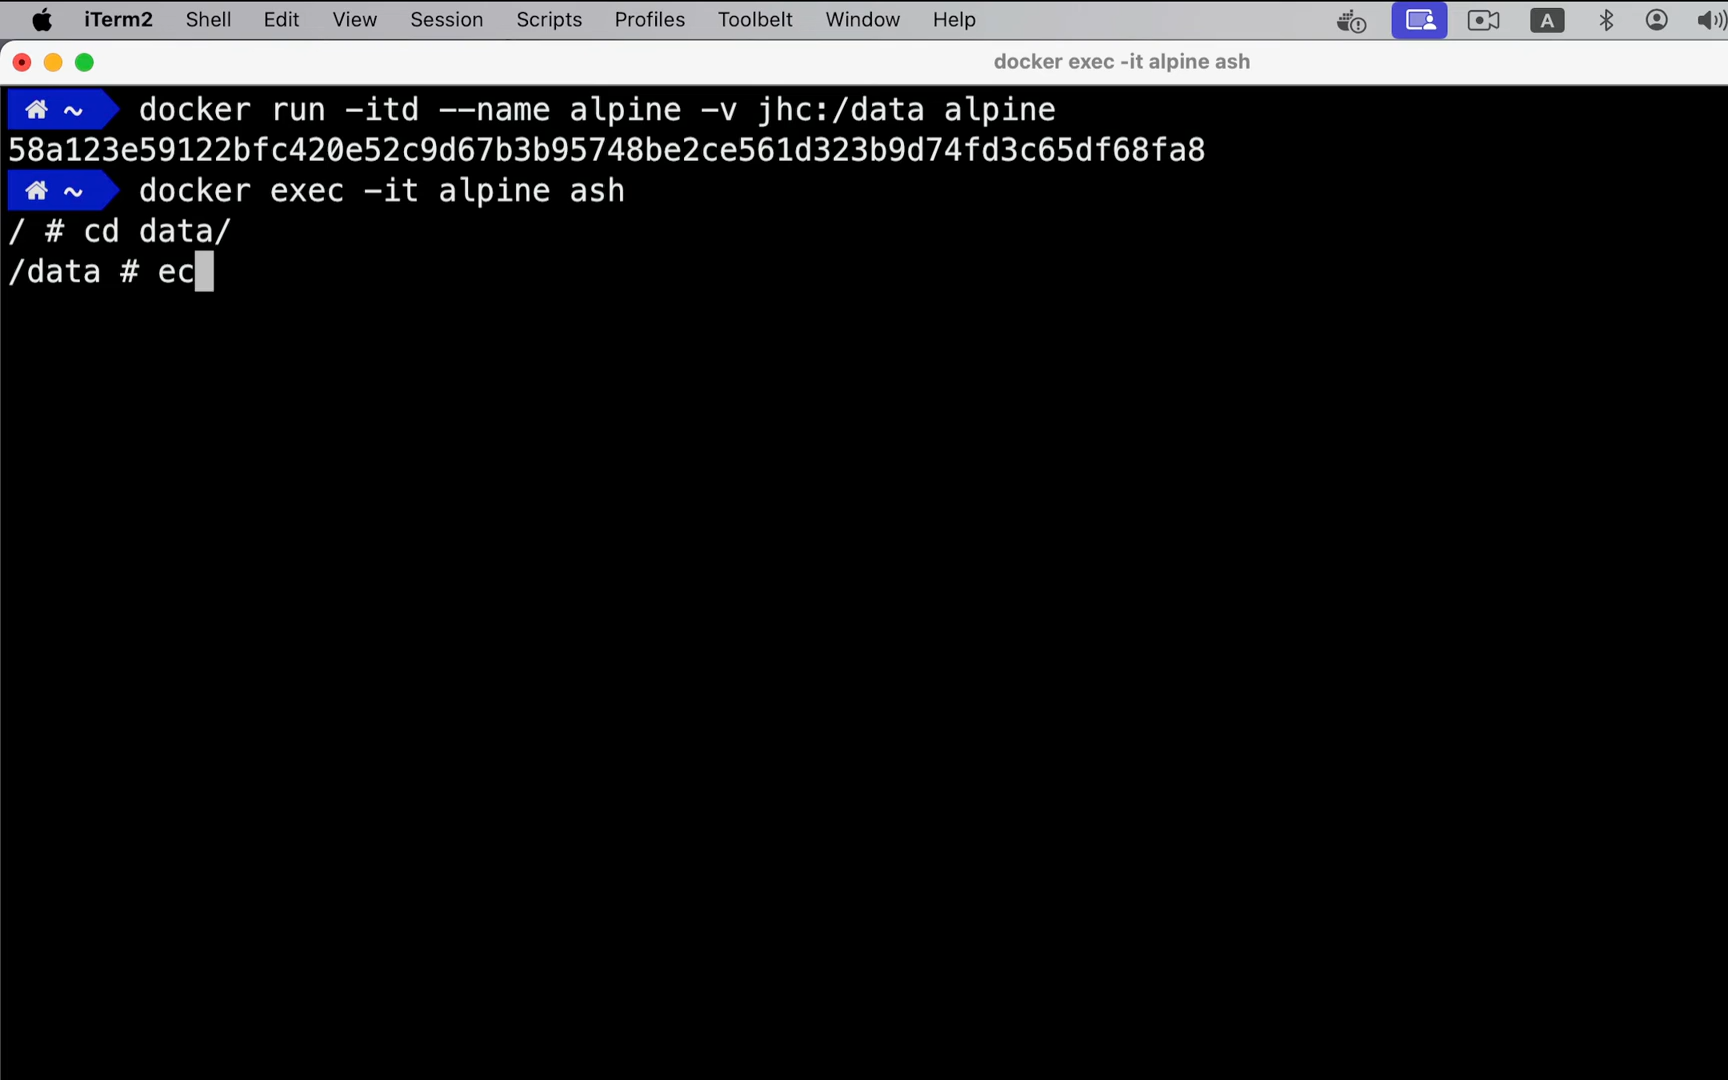 iTerm2 Shell Edit View Session Scripts Profiles Toolbelt Window Help A
docker exec -it alpine ash
~ docker run -itd --name alpine -v jhc:/data alpine
58a123e59122bfc420e52c9d67b3b95748be2ce561d323b9d74fd3c65df68fa8
~ docker exec -it alpine ash
/ # cd data/
/data # ec